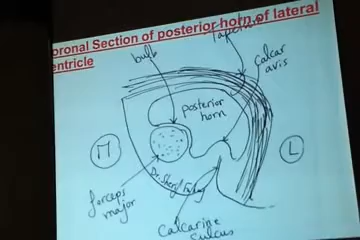 oronal Section of posterior horn of lateral
entricle
Tapetum
bulb
calcar
avis
posterior
horn
M
L
forceps
major
calcarine
sulcus